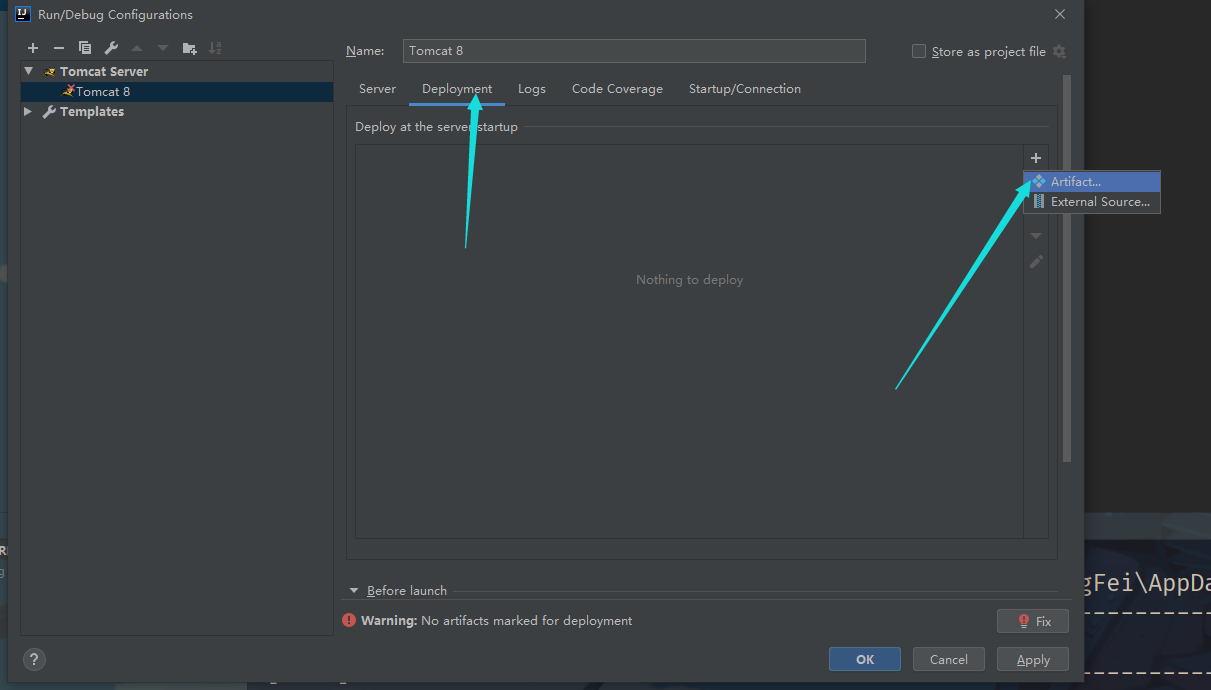 Run/Debug Configurations
Name: Tomcat 8
Store as project file
Tomcat Server
Tomcat 8
Templates
Server Deployment Logs Code Coverage Startup/Connection
Deploy at the server startup
Artifact...
External Source...
Nothing to deploy
Before launch
gFei\AppDa
Warning: No artifacts marked for deployment
Fix
? OK Cancel Apply